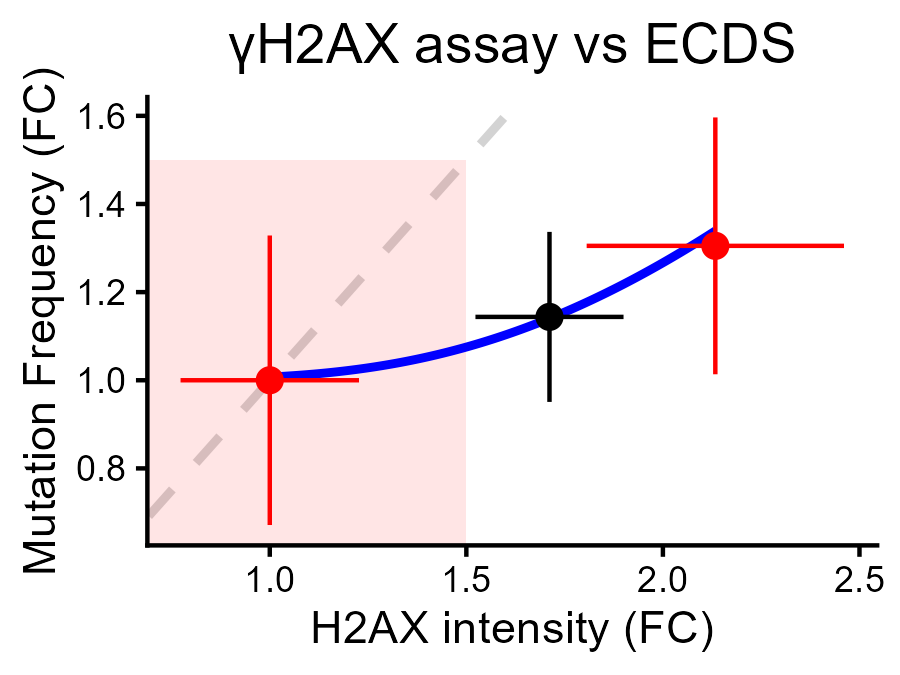 γH2AX assay vs ECDS
Mutation Frequency (FC)
1.6
1.4
1.2
1.0
0.8
1.0 1.5 2.0 2.5
H2AX intensity (FC)